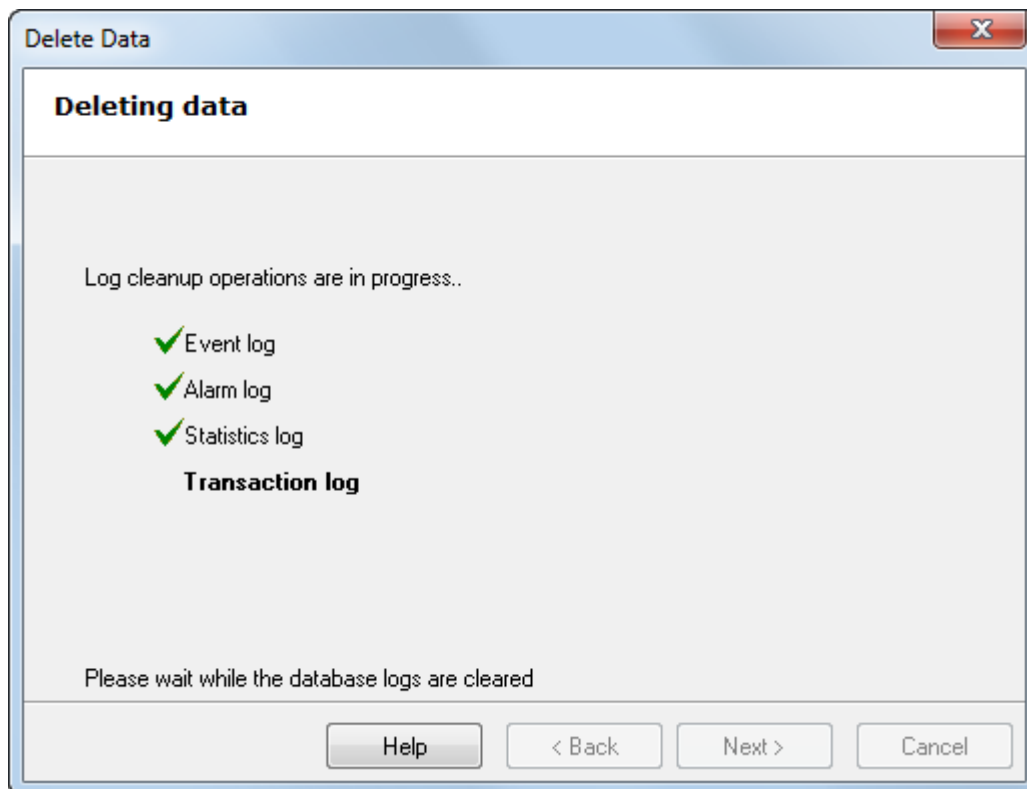 Delete Data
Deleting data
Log cleanup operations are in progress..
Event log
Alarm log
Statistics log
Transaction log
Please wait while the database logs are cleared
Help
< Back
Next >
Cancel